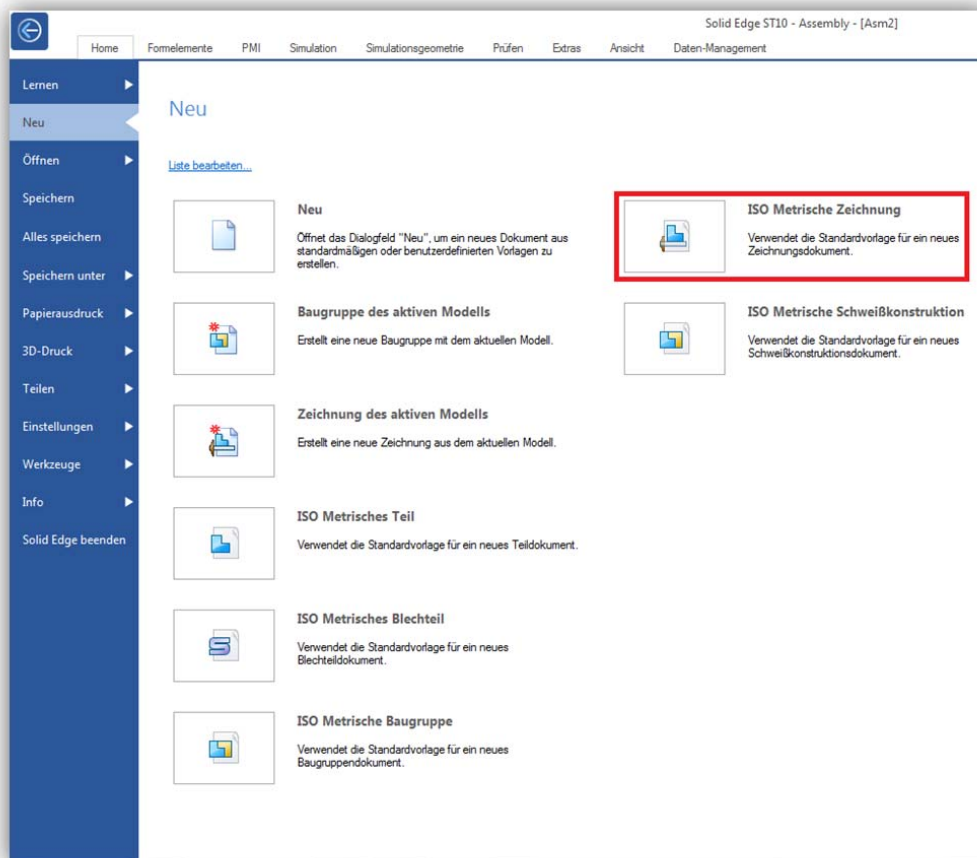 Solid Edge ST10 - Assembly - [Asm2]
Home Formelemente PMI Simulation Simulationsgeometrie Prüfen Extras Ansicht Daten-Management
Lernen
Neu
Öffnen
Speichern
Alles speichern
Speichern unter
Papierausdruck
3D-Druck
Teilen
Einstellungen
Werkzeuge
Info
Solid Edge beenden
Neu
Liste bearbeiten...
Neu
Öffnet das Dialogfeld "Neu", um ein neues Dokument aus
standardmäßigen oder benutzerdefinierten Vorlagen zu
erstellen.
Baugruppe des aktiven Modells
Erstellt eine neue Baugruppe mit dem aktuellen Modell.
Zeichnung des aktiven Modells
Erstellt eine neue Zeichnung aus dem aktuellen Modell.
ISO Metrisches Teil
Verwendet die Standardvorlage für ein neues Teildokument.
ISO Metrisches Blechteil
Verwendet die Standardvorlage für ein neues
Blechteildokument.
ISO Metrische Baugruppe
Verwendet die Standardvorlage für ein neues
Baugruppendokument.
ISO Metrische Zeichnung
Verwendet die Standardvorlage für ein neues
Zeichnungsdokument.
ISO Metrische Schweißkonstruktion
Verwendet die Standardvorlage für ein neues
Schweißkonstruktionsdokument.